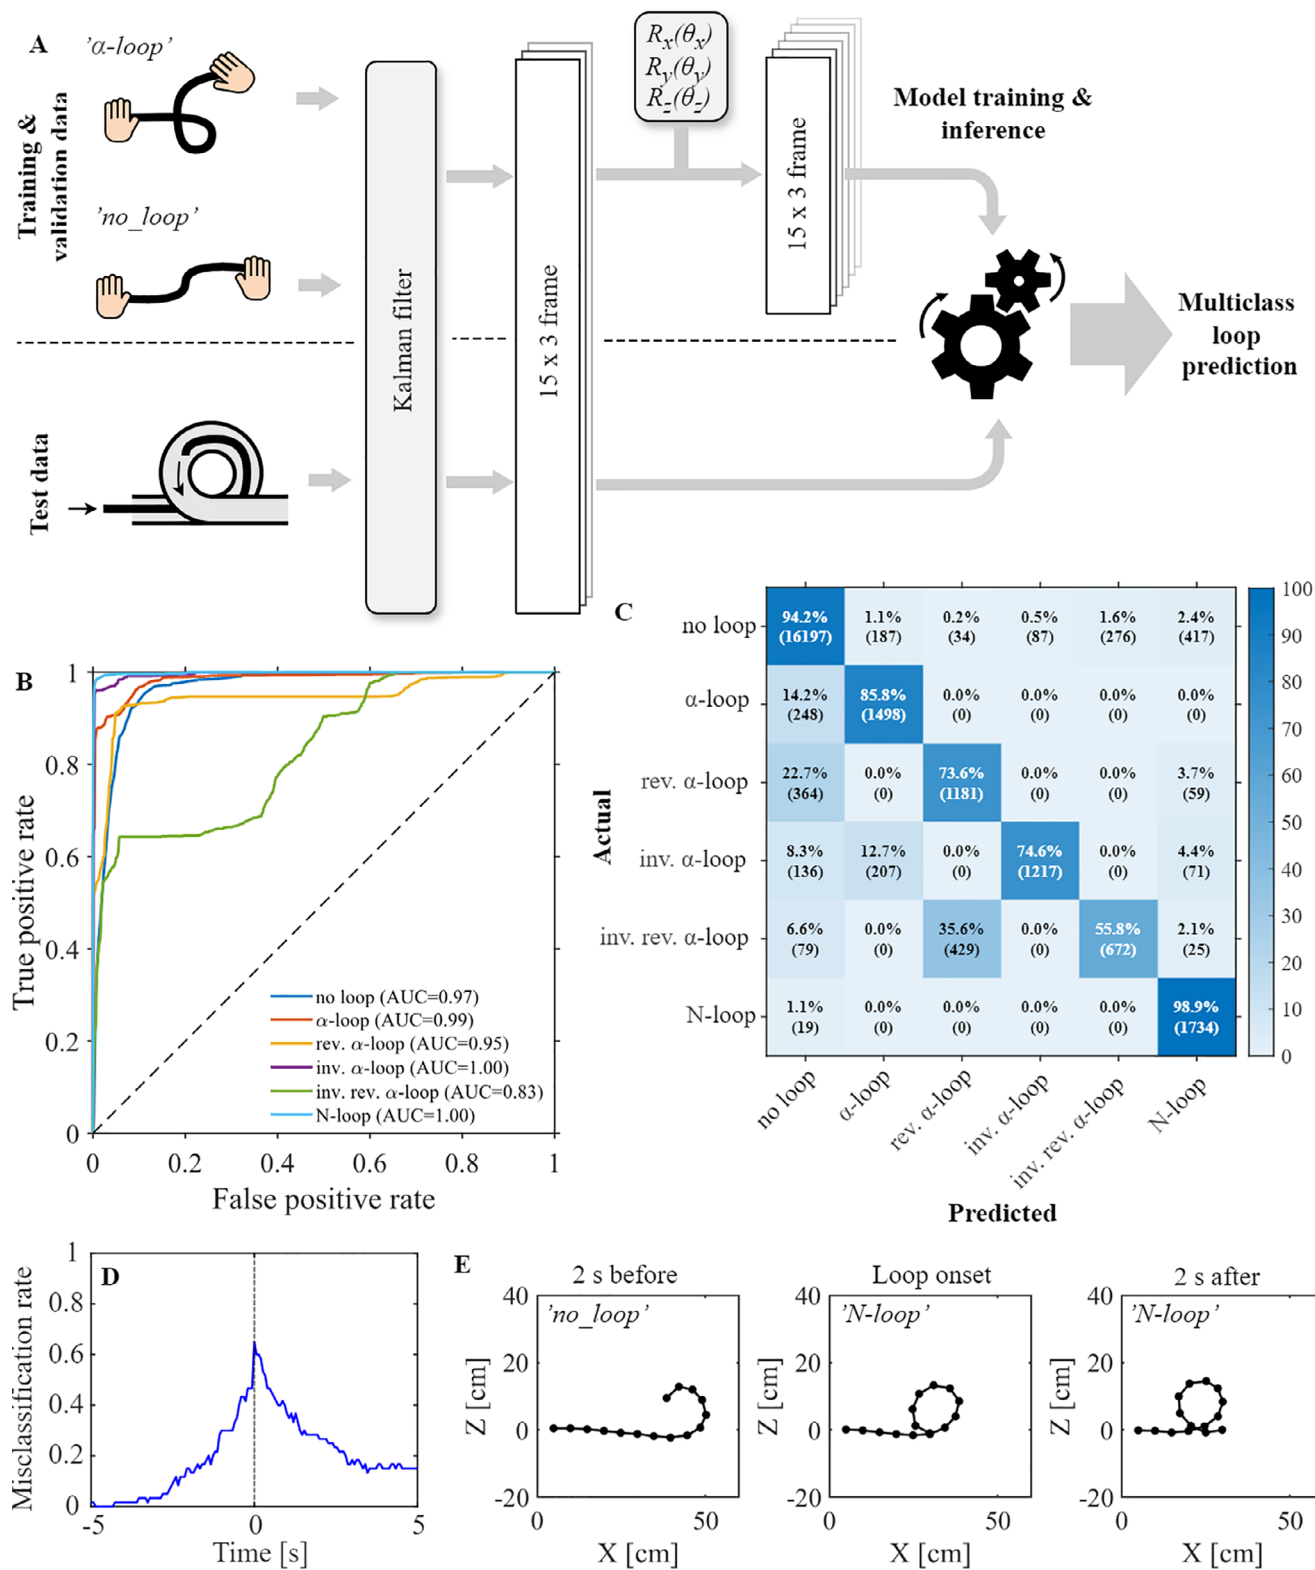 A
'α-loop'
Training &
validation data
'no_loop'
Test data
Kalman filter
15 x 3 frame
Rx(θx)
Ry(θy)
Rz(θz)
15 x 3 frame
Model training &
inference
Multiclass
loop
prediction
B
True positive rate
1
0.8
0.6
0.4
0.2
0
0 0.2 0.4 0.6 0.8 1
False positive rate
no loop (AUC=0.97)
α-loop (AUC=0.99)
rev. α-loop (AUC=0.95)
inv. α-loop (AUC=1.00)
inv. rev. α-loop (AUC=0.83)
N-loop (AUC=1.00)
C
Actual
no loop
94.2% 1.1% 0.2% 0.5% 1.6% 2.4%
(16197) (187) (34) (87) (276) (417)
α-loop
14.2% 85.8% 0.0% 0.0% 0.0% 0.0%
(248) (1498) (0) (0) (0) (0)
rev. α-loop
22.7% 0.0% 73.6% 0.0% 0.0% 3.7%
(364) (0) (1181) (0) (0) (59)
inv. α-loop
8.3% 12.7% 0.0% 74.6% 0.0% 4.4%
(136) (207) (0) (1217) (0) (71)
inv. rev. α-loop
6.6% 0.0% 35.6% 0.0% 55.8% 2.1%
(79) (0) (429) (0) (672) (25)
N-loop
1.1% 0.0% 0.0% 0.0% 0.0% 98.9%
(19) (0) (0) (0) (0) (1734)
no loop α-loop rev. α-loop inv. α-loop inv. rev. α-loop N-loop
Predicted
100
90
80
70
60
50
40
30
20
10
0
D
Misclassification rate
1
0.8
0.6
0.4
0.2
0
-5 0 5
Time [s]
E
2 s before
'no_loop'
Z [cm]
40
20
0
-20
0 50
X [cm]
Loop onset
'N-loop'
Z [cm]
40
20
0
-20
0 50
X [cm]
2 s after
'N-loop'
Z [cm]
40
20
0
-20
0 50
X [cm]